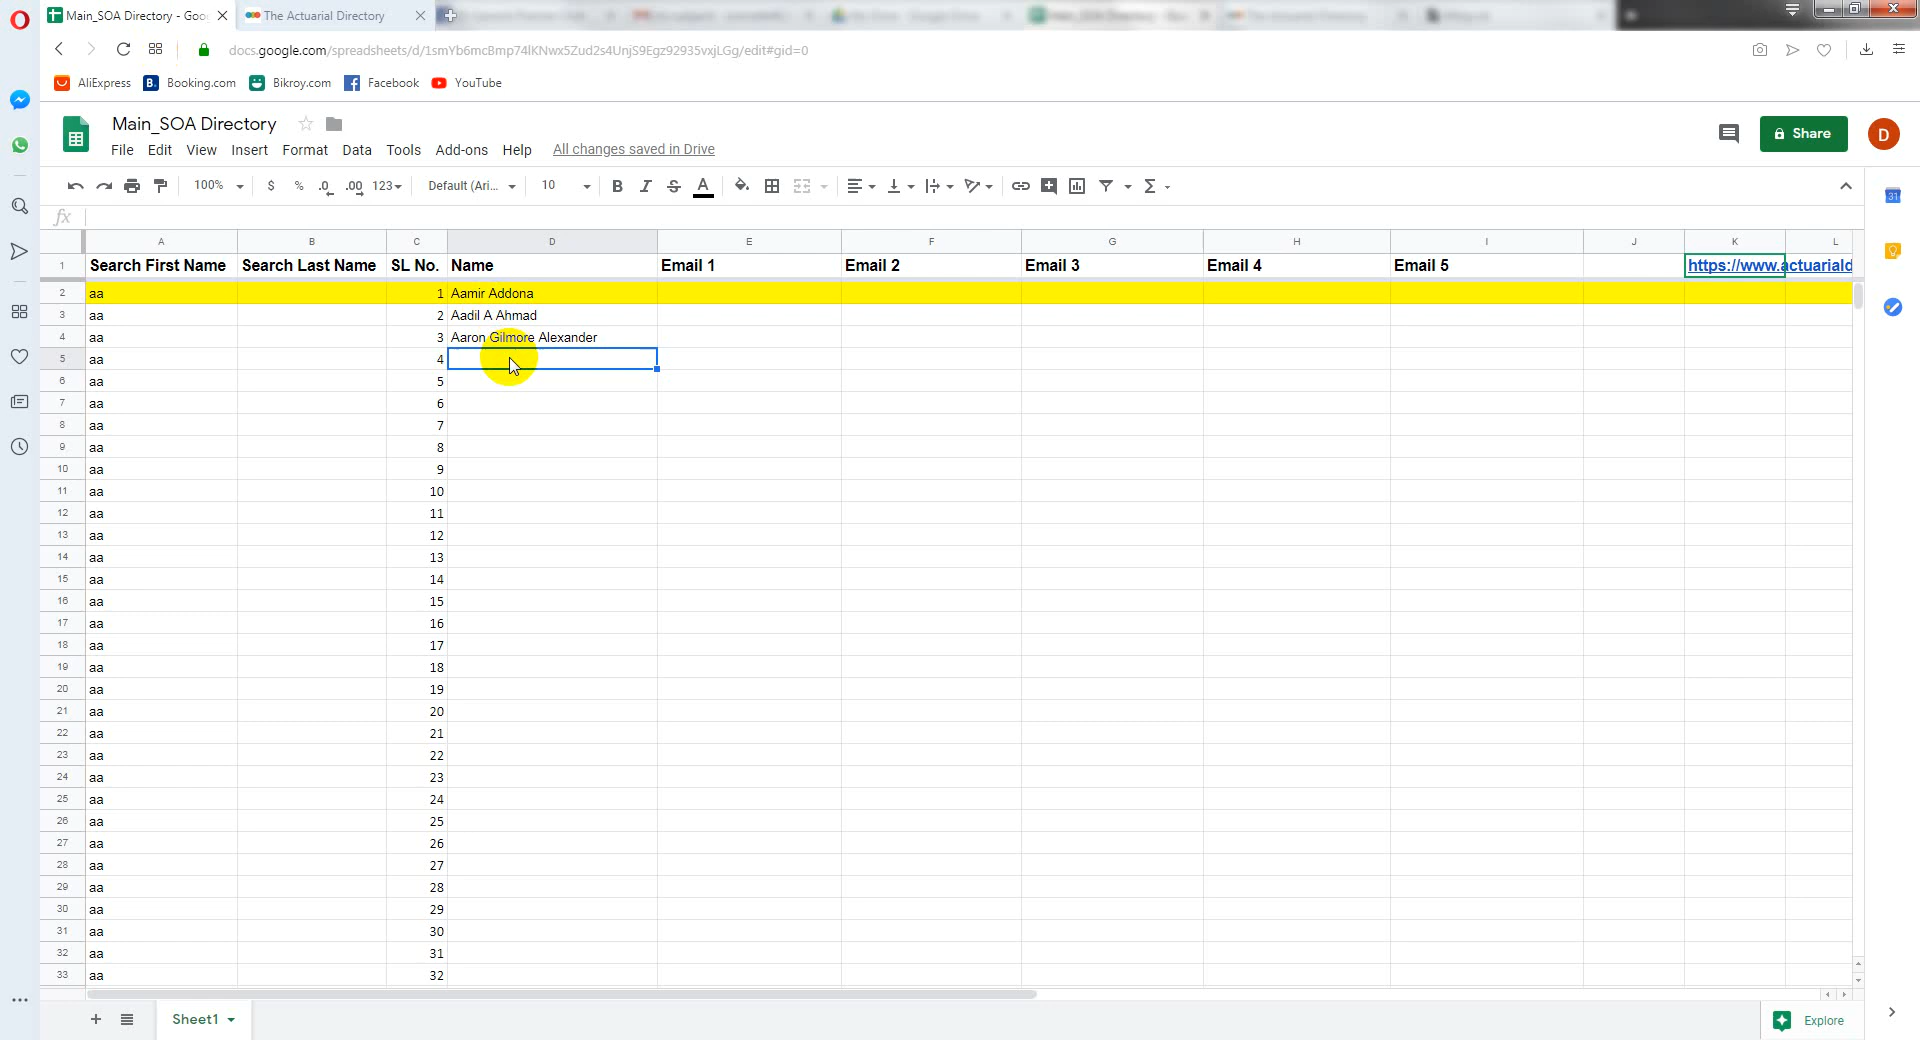 Main_SOA Directory - Goo
The Actuarial Directory
docs.google.com/spreadsheets/d/1smYb6mcBmp74lKNwx5Zud2s4UnjS9Egz92935vxjLGg/edit#gid=0
AliExpress Booking.com Bikroy.com Facebook YouTube
Main_SOA Directory
File Edit View Insert Format Data Tools Add-ons Help All changes saved in Drive
Share
D
100% $ % .0 .00 123 Default (Ari... 10 B I S A
31
fx
A B C D E F G H I J K L
1 Search First Name Search Last Name SL No. Name Email 1 Email 2 Email 3 Email 4 Email 5 https://www.actuariald
2 aa 1 Aamir Addona
3 aa 2 Aadil A Ahmad
4 aa 3 Aaron Gilmore Alexander
5 aa 4
6 aa 5
7 aa 6
8 aa 7
9 aa 8
10 aa 9
11 aa 10
12 aa 11
13 aa 12
14 aa 13
15 aa 14
16 aa 15
17 aa 16
18 aa 17
19 aa 18
20 aa 19
21 aa 20
22 aa 21
23 aa 22
24 aa 23
25 aa 24
26 aa 25
27 aa 26
28 aa 27
29 aa 28
30 aa 29
31 aa 30
32 aa 31
33 aa 32
Sheet1
Explore